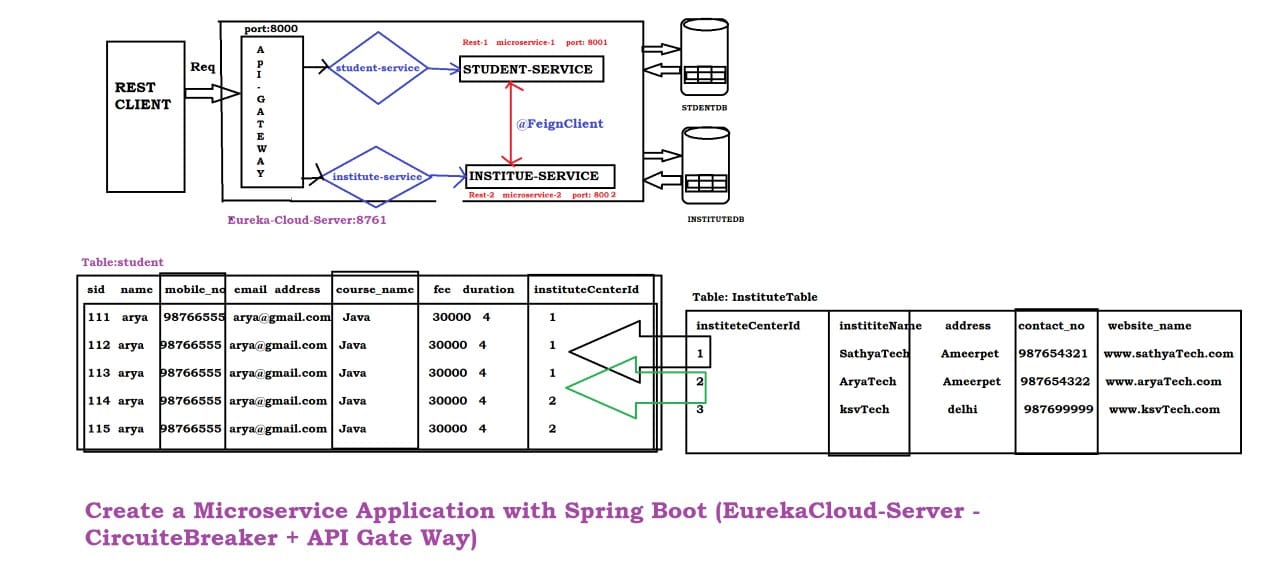 port:8000
REST
CLIENT
Req
A
P
I
-
G
A
T
E
W
A
Y
student-service
institute-service
Rest-1 microservice-1 port: 8001
STUDENT-SERVICE
@FeignClient
INSTITUE-SERVICE
Rest-2 microservice-2 port: 800 2
STDENTDB
INSTITUTEDB
Eureka-Cloud-Server:8761
Table:student
sid name mobile_no email address course_name fee duration instituteCenterId
111 arya 98766555 arya@gmail.com Java 30000 4 1
112 arya 98766555 arya@gmail.com Java 30000 4 1
113 arya 98766555 arya@gmail.com Java 30000 4 1
114 arya 98766555 arya@gmail.com Java 30000 4 2
115 arya 98766555 arya@gmail.com Java 30000 4 2
Table: InstituteTable
institeteCenterId instititeName address contact_no website_name
1 SathyaTech Ameerpet 987654321 www.sathyaTech.com
2 AryaTech Ameerpet 987654322 www.aryaTech.com
3 ksvTech delhi 987699999 www.ksvTech.com
Create a Microservice Application with Spring Boot (EurekaCloud-Server -
CircuiteBreaker + API Gate Way)